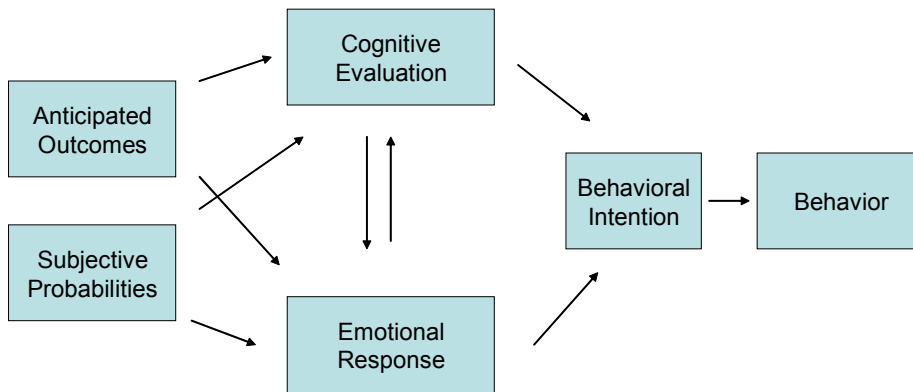 Cognitive
Evaluation
Anticipated
Outcomes
Behavioral
Intention
Behavior
Subjective
Probabilities
Emotional
Response